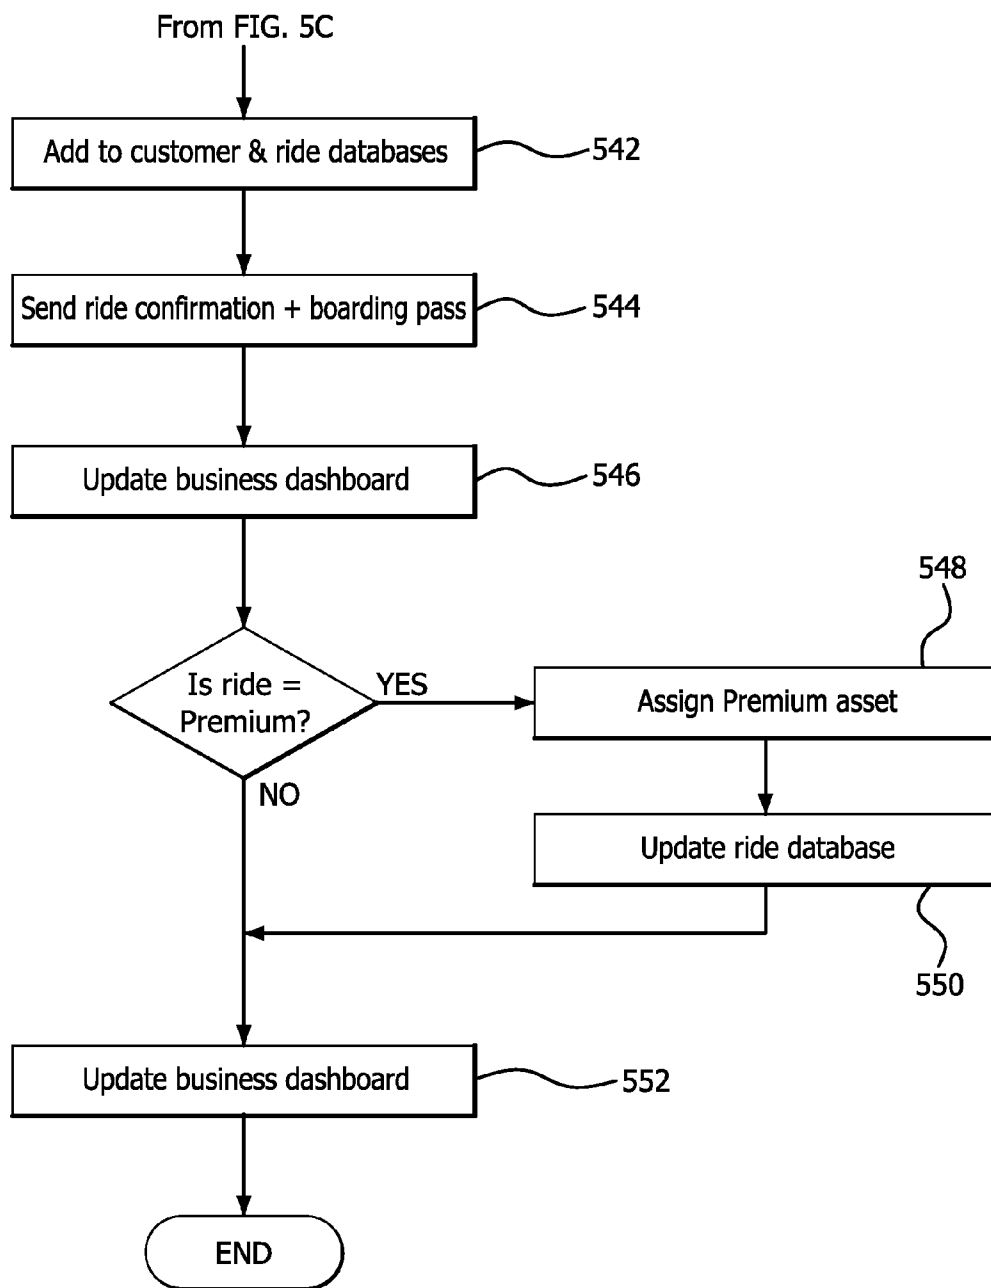 From FIG. 5C
Add to customer & ride databases
542
Send ride confirmation + boarding pass
544
Update business dashboard
546
548
Is ride =
Premium?
YES
Assign Premium asset
NO
Update ride database
550
Update business dashboard
552
END